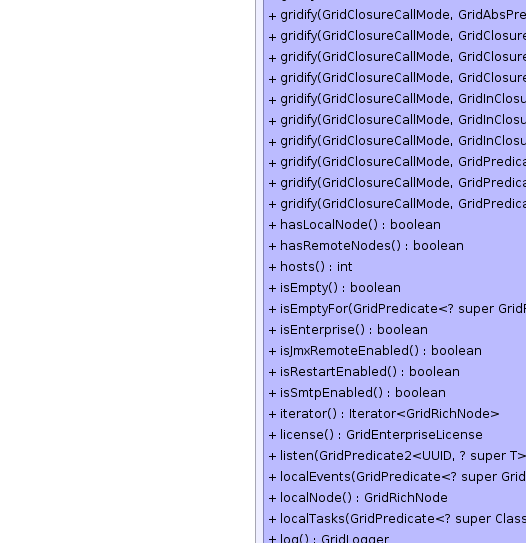 + gridify(GridClosureCallMode, GridAbsPre
+ gridify(GridClosureCallMode, GridClosure
+ gridify(GridClosureCallMode, GridClosure
+ gridify(GridClosureCallMode, GridClosure
+ gridify(GridClosureCallMode, GridInClosu
+ gridify(GridClosureCallMode, GridInClosu
+ gridify(GridClosureCallMode, GridInClosu
+ gridify(GridClosureCallMode, GridPredica
+ gridify(GridClosureCallMode, GridPredica
+ gridify(GridClosureCallMode, GridPredica
+ hasLocalNode() : boolean
+ hasRemoteNodes() : boolean
+ hosts() : int
+ isEmpty() : boolean
+ isEmptyFor(GridPredicate<? super GridR
+ isEnterprise() : boolean
+ isJmxRemoteEnabled() : boolean
+ isRestartEnabled() : boolean
+ isSmtpEnabled() : boolean
+ iterator() : Iterator<GridRichNode>
+ license() : GridEnterpriseLicense
+ listen(GridPredicate2<UUID, ? super T>
+ localEvents(GridPredicate<? super Grid
+ localNode() : GridRichNode
+ localTasks(GridPredicate<? super Class
+ log() : GridLogger